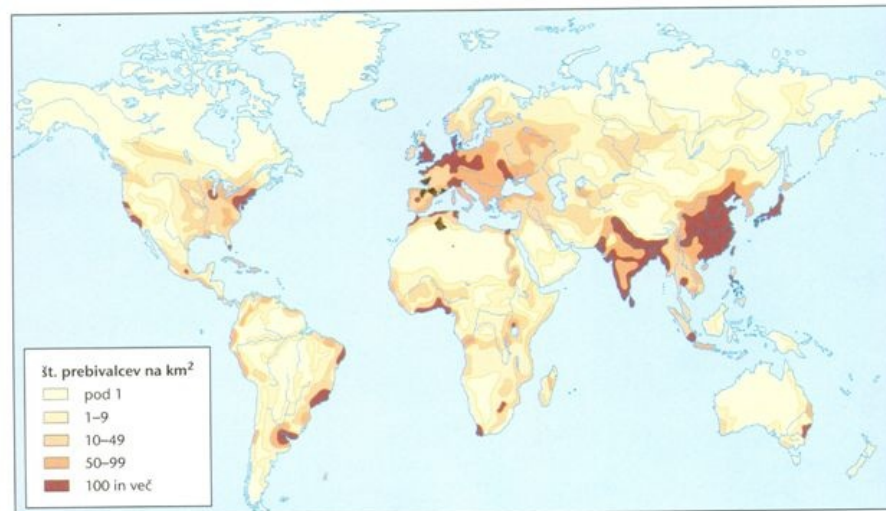 št. prebivalcev na km²
pod 1
1–9
10–49
50–99
100 in več